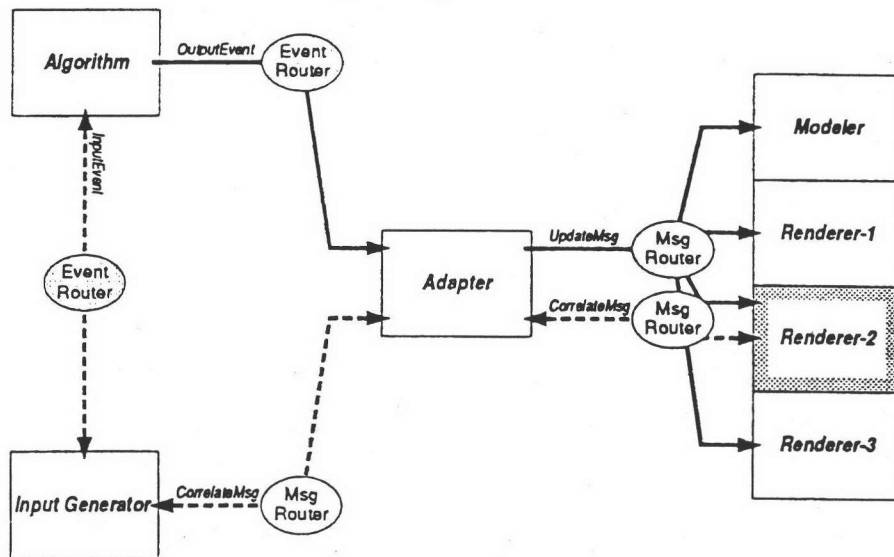 Algorithm
OutputEvent
Event
Router
InputEvent
Modeler
Renderer-1
UpdateMsg
Msg
Router
Adapter
Event
Router
CorrelateMsg
Msg
Router
Renderer-2
Renderer-3
Input Generator
CorrelateMsg
Msg
Router